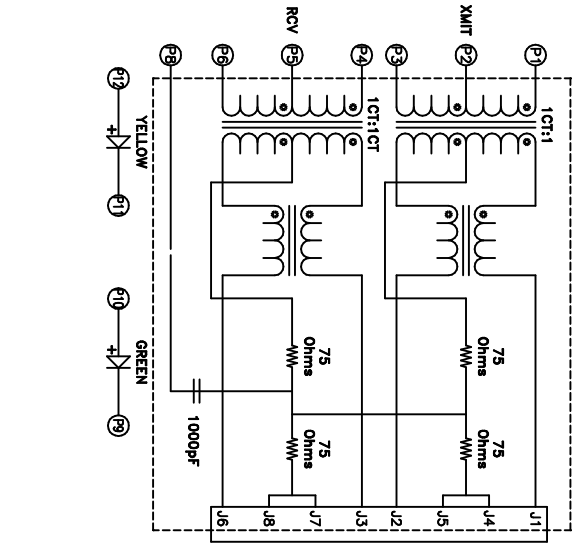 RCV
XMIT
P8
P6
P5
P4
P3
P2
P1
P12
YELLOW
+
P11
1CT:1CT
1CT:1
P10
GREEN
+
P9
75
Ohms
75
Ohms
1000pF
75
Ohms
75
Ohms
J6
J8
J7
J3
J2
J5
J4
J1